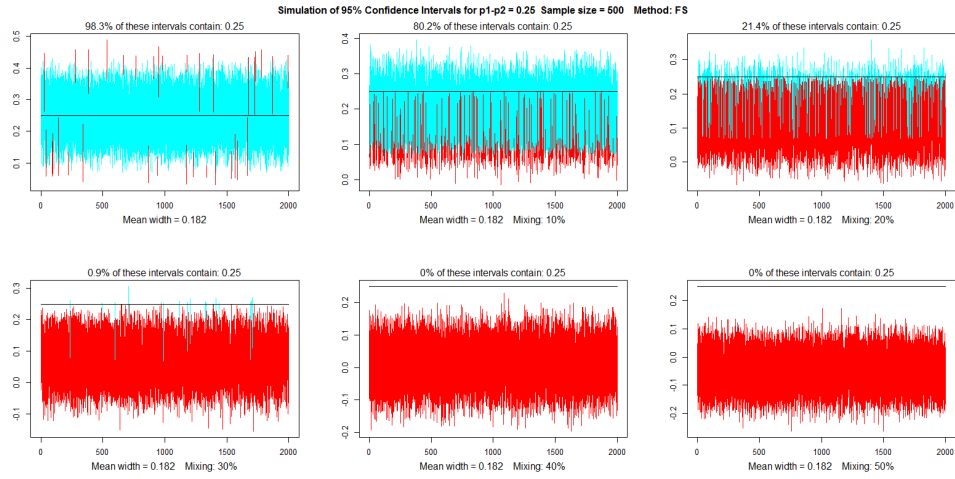 Simulation of 95% Confidence Intervals for p1-p2 = 0.25 Sample size = 500 Method: FS
98.3% of these intervals contain: 0.25
80.2% of these intervals contain: 0.25
21.4% of these intervals contain: 0.25
0.5
0.4
0.3
0.2
0.1
0 500 1000 1500 2000
Mean width = 0.182
0.4
0.3
0.2
0.1
0.0
0 500 1000 1500 2000
Mean width = 0.182 Mixing: 10%
0.3
0.2
0.1
0.0
0 500 1000 1500 2000
Mean width = 0.182 Mixing: 20%
0.9% of these intervals contain: 0.25
0% of these intervals contain: 0.25
0% of these intervals contain: 0.25
0.3
0.2
0.1
0.0
-0.1
0 500 1000 1500 2000
Mean width = 0.182 Mixing: 30%
0.2
0.1
0.0
-0.1
-0.2
0 500 1000 1500 2000
Mean width = 0.182 Mixing: 40%
0.2
0.1
0.0
-0.1
-0.2
0 500 1000 1500 2000
Mean width = 0.182 Mixing: 50%